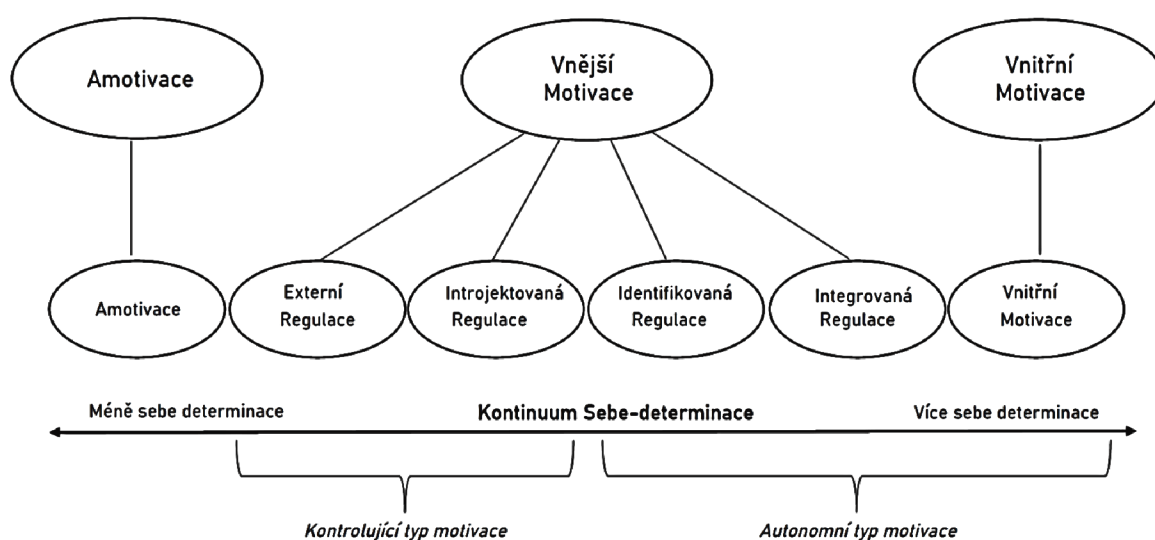 Amotivace
Vnější
Motivace
Vnitřní
Motivace
Amotivace
Externí
Regulace
Introjektovaná
Regulace
Identifikovaná
Regulace
Integrovaná
Regulace
Vnitřní
Motivace
Méně sebe determinace
Kontinuum Sebe-determinace
Více sebe determinace
Kontrolující typ motivace
Autonomní typ motivace